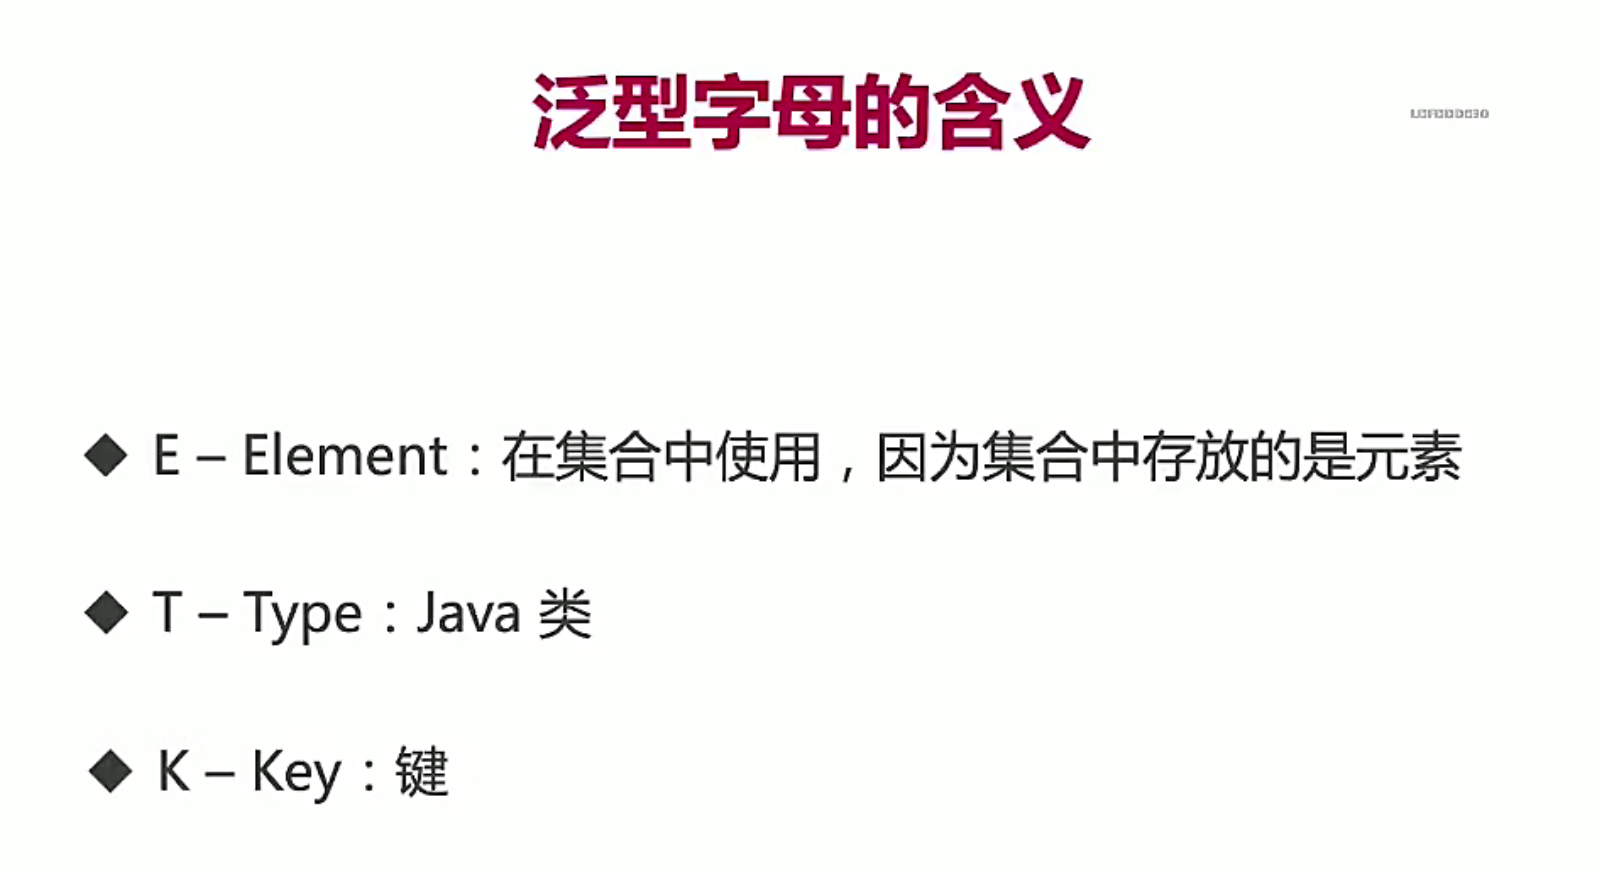 泛型字母的含义
◆ E – Element：在集合中使用，因为集合中存放的是元素
◆ T – Type：Java 类
◆ K – Key：键